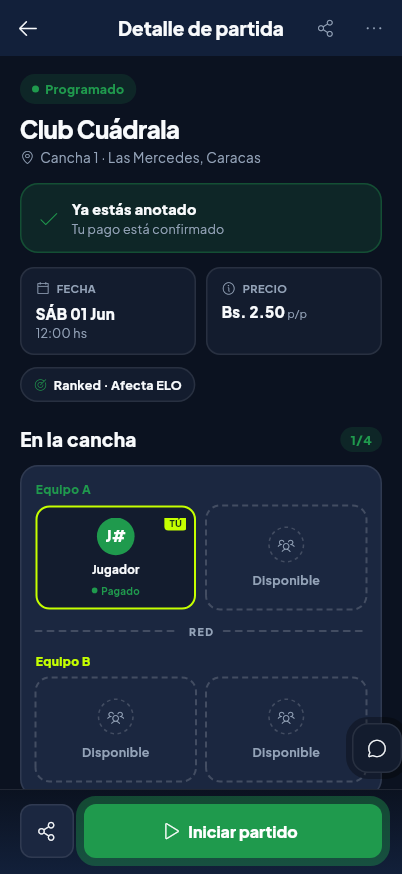 Detalle de partida
Programado
Club Cuádrala
Cancha 1 · Las Mercedes, Caracas
Ya estás anotado
Tu pago está confirmado
FECHA
SÁB 01 Jun
12:00 hs
PRECIO
Bs. 2.50 p/p
Ranked · Afecta ELO
En la cancha
1/4
Equipo A
J#
TÚ
Jugador
Pagado
Disponible
RED
Equipo B
Disponible
Disponible
Iniciar partido